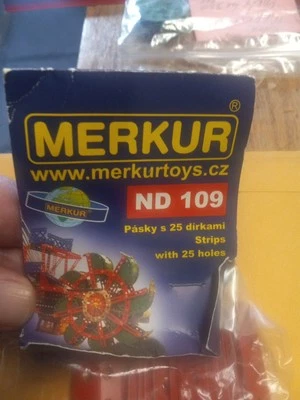 MERKUR®
www.merkurtoys.cz
MERKUR
ND 109
Pásky s 25 dírkami
Strips
with 25 holes